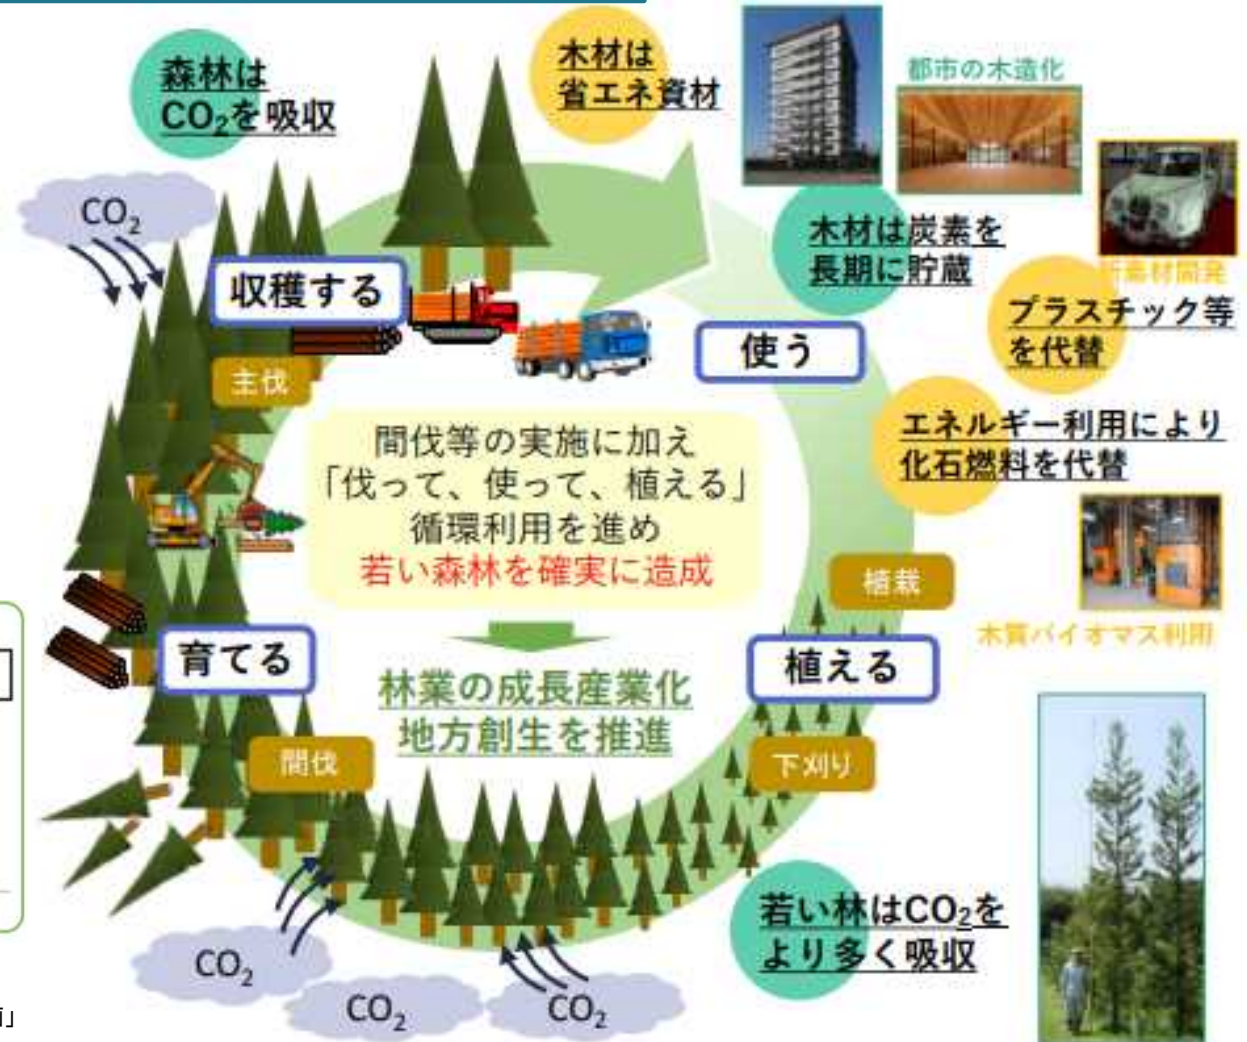 森林は
CO₂を吸収
木材は
省エネ資材
都市の木造化
CO₂
木材は炭素を
長期に貯蔵
新素材開発
プラスチック等
を代替
収穫する
使う
主伐
エネルギー利用により
化石燃料を代替
間伐等の実施に加え
「伐って、使って、植える」
循環利用を進め
若い森林を確実に造成
植栽
木質バイオマス利用
育てる
植える
林業の成長産業化
地方創生を推進
間伐
下刈り
若い林はCO₂を
より多く吸収
CO₂
CO₂
CO₂